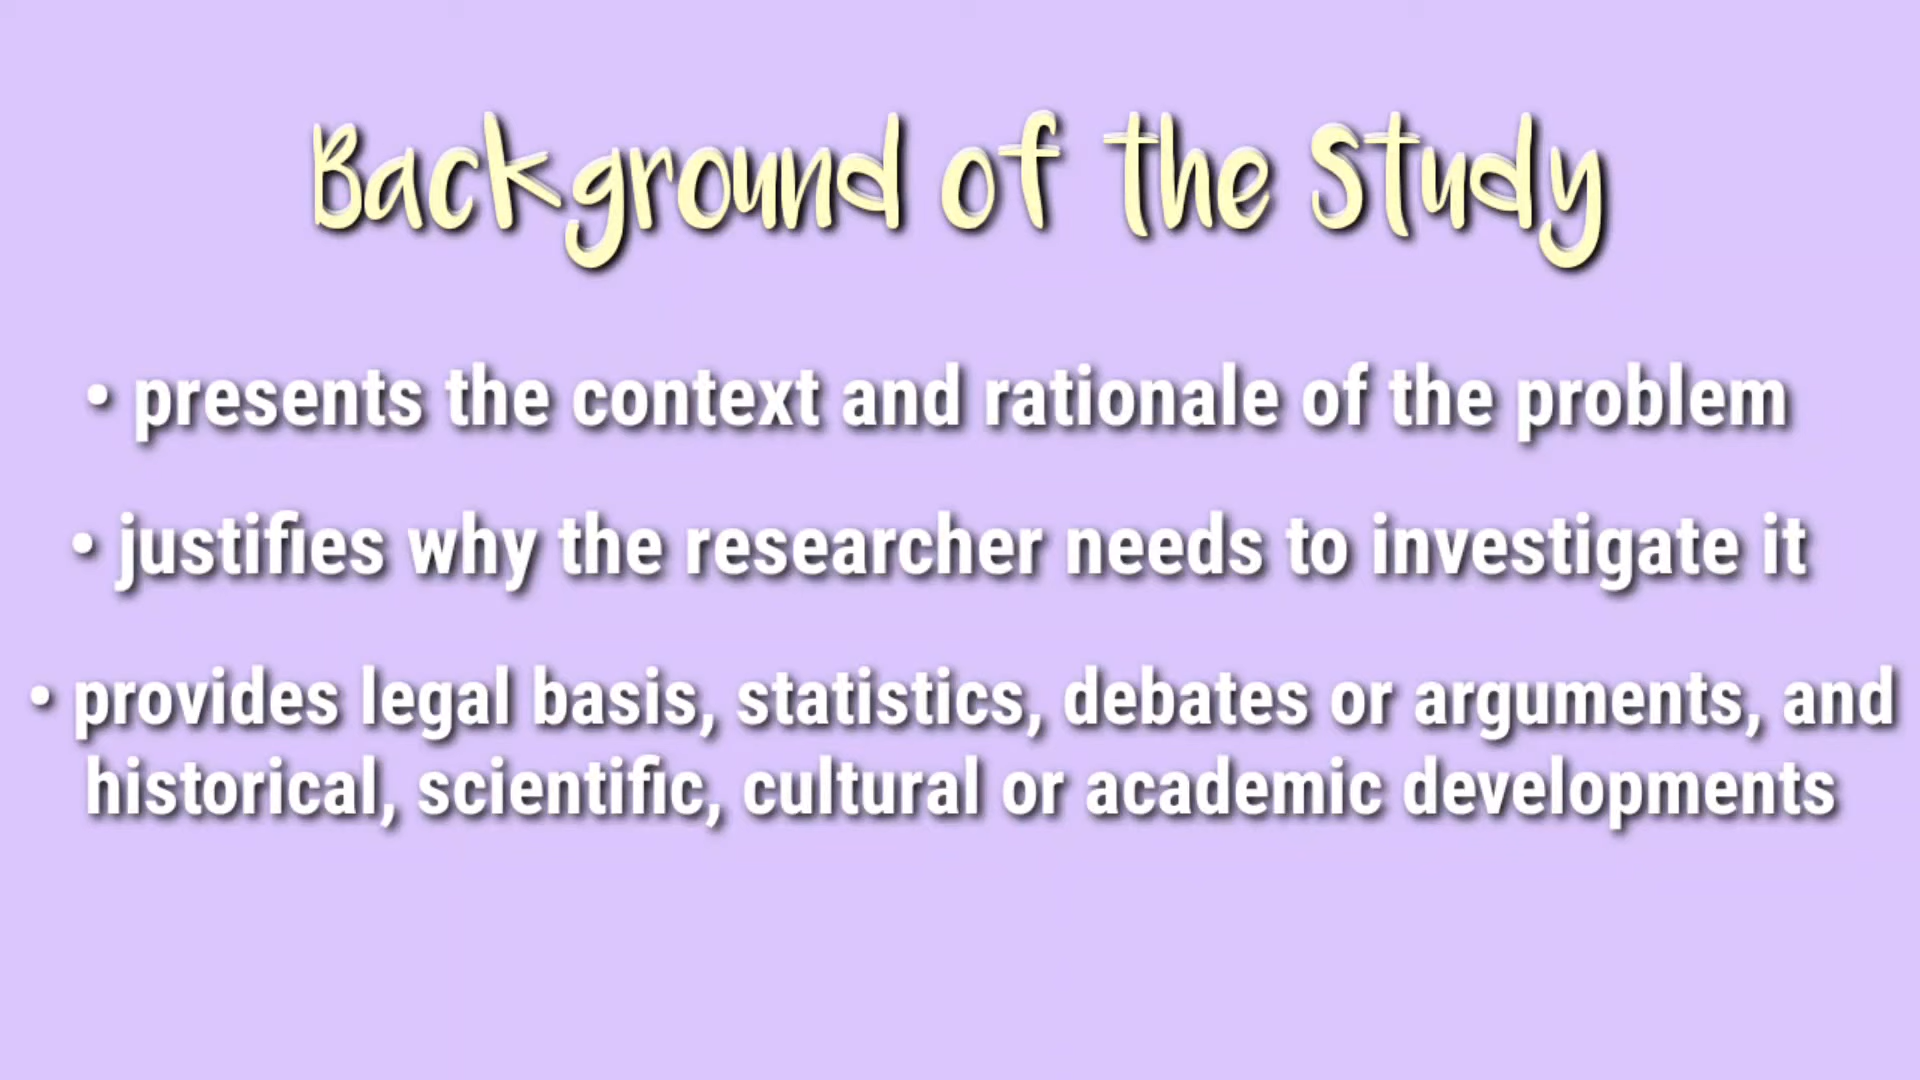 Background of the Study
• presents the context and rationale of the problem
• justifies why the researcher needs to investigate it
• provides legal basis, statistics, debates or arguments, and
historical, scientific, cultural or academic developments